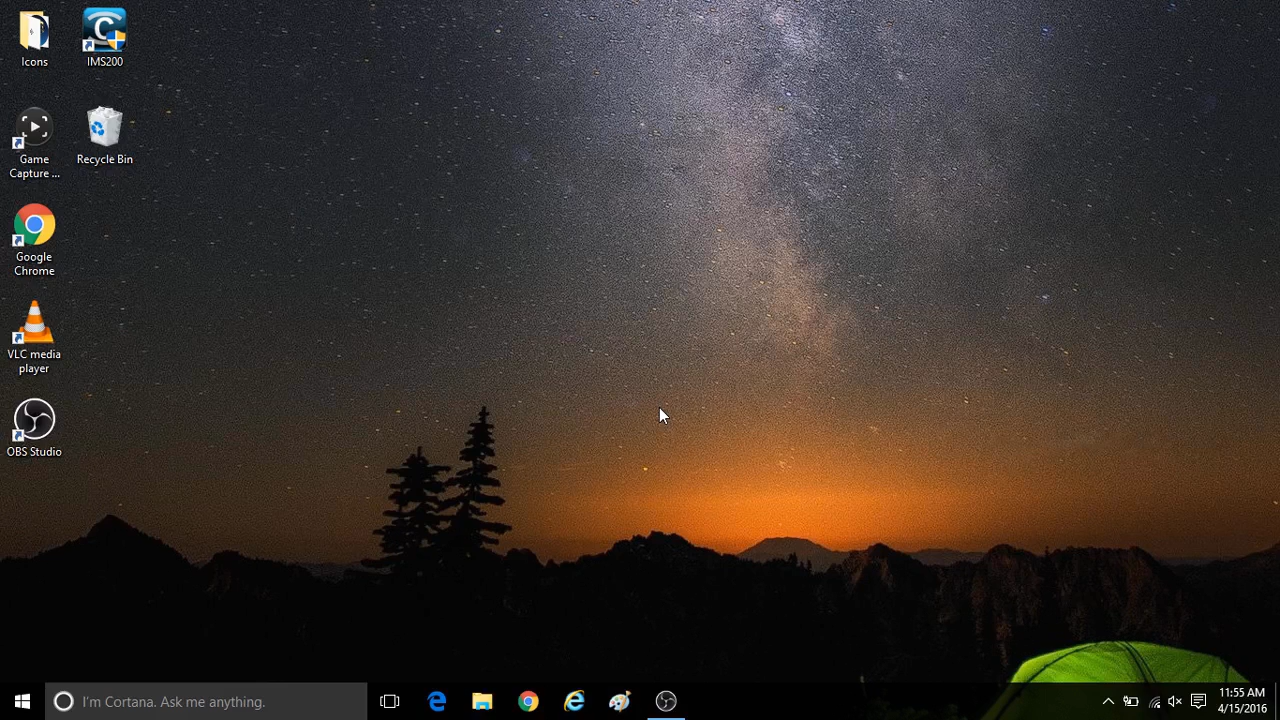 Icons
IMS200
Game
Capture ...
Recycle Bin
Google
Chrome
VLC media
player
OBS Studio
I'm Cortana. Ask me anything.
11:55 AM
4/15/2016